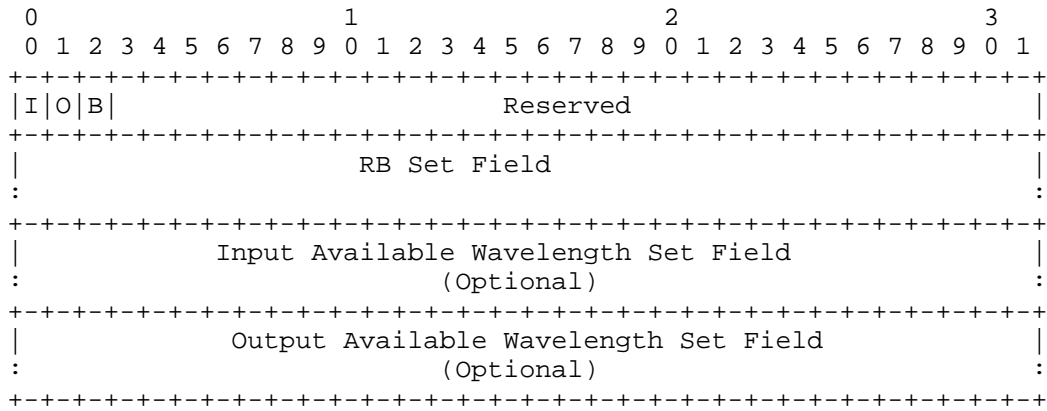 0                   1                   2                   3
 0 1 2 3 4 5 6 7 8 9 0 1 2 3 4 5 6 7 8 9 0 1 2 3 4 5 6 7 8 9 0 1
+-+-+-+-+-+-+-+-+-+-+-+-+-+-+-+-+-+-+-+-+-+-+-+-+-+-+-+-+-+-+-+-+
|I|O|B|                        Reserved                         |
+-+-+-+-+-+-+-+-+-+-+-+-+-+-+-+-+-+-+-+-+-+-+-+-+-+-+-+-+-+-+-+-+
|                     RB Set Field                              |
:                                                               :
+-+-+-+-+-+-+-+-+-+-+-+-+-+-+-+-+-+-+-+-+-+-+-+-+-+-+-+-+-+-+-+-+
|            Input Available Wavelength Set Field               |
:                          (Optional)                           :
+-+-+-+-+-+-+-+-+-+-+-+-+-+-+-+-+-+-+-+-+-+-+-+-+-+-+-+-+-+-+-+-+
|             Output Available Wavelength Set Field             |
:                          (Optional)                           :
+-+-+-+-+-+-+-+-+-+-+-+-+-+-+-+-+-+-+-+-+-+-+-+-+-+-+-+-+-+-+-+-+